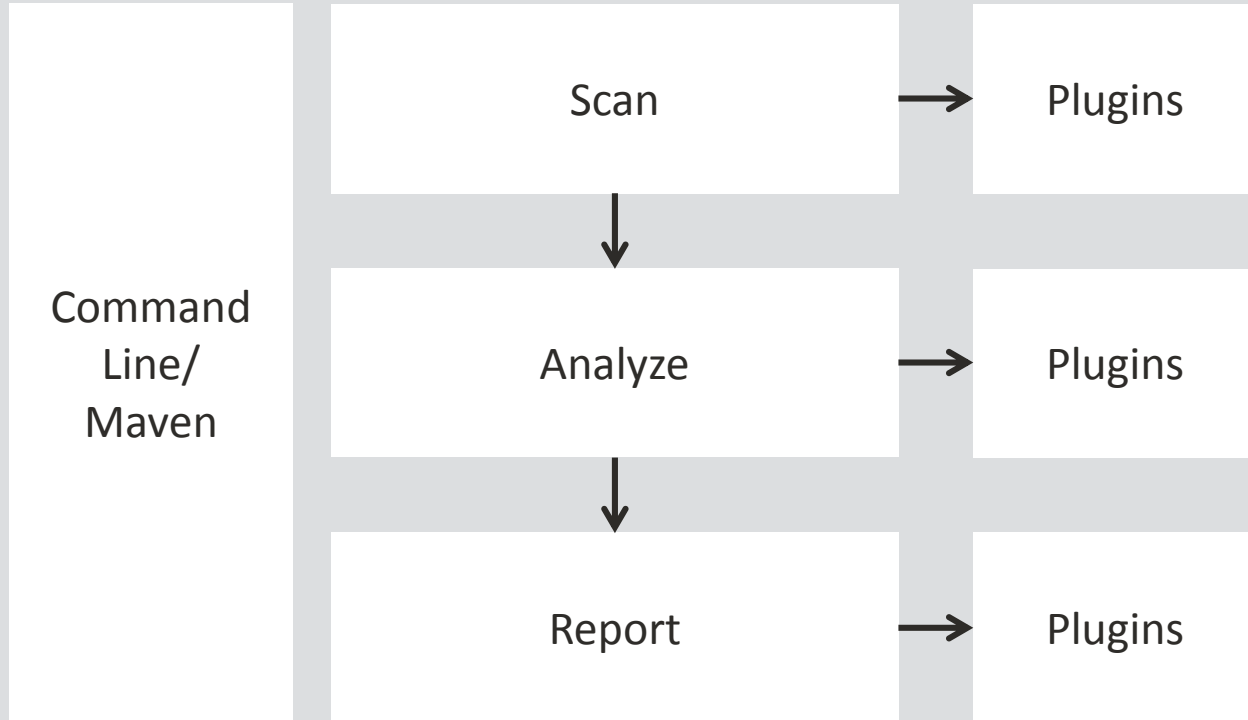 Command
Line/
Maven
Scan
Plugins
Analyze
Plugins
Report
Plugins